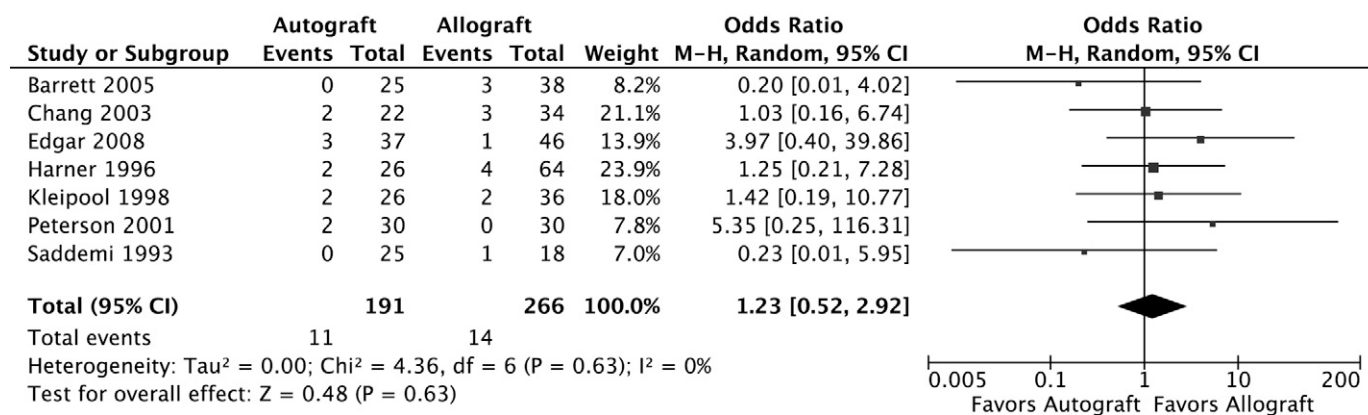 Autograft Allograft Odds Ratio Odds Ratio
Study or Subgroup Events Total Events Total Weight M-H, Random, 95% CI M-H, Random, 95% CI
Barrett 2005 0 25 3 38 8.2% 0.20 [0.01, 4.02]
Chang 2003 2 22 3 34 21.1% 1.03 [0.16, 6.74]
Edgar 2008 3 37 1 46 13.9% 3.97 [0.40, 39.86]
Harner 1996 2 26 4 64 23.9% 1.25 [0.21, 7.28]
Kleipool 1998 2 26 2 36 18.0% 1.42 [0.19, 10.77]
Peterson 2001 2 30 0 30 7.8% 5.35 [0.25, 116.31]
Saddemi 1993 0 25 1 18 7.0% 0.23 [0.01, 5.95]
Total (95% CI) 191 266 100.0% 1.23 [0.52, 2.92]
Total events 11 14
Heterogeneity: Tau² = 0.00; Chi² = 4.36, df = 6 (P = 0.63); I² = 0%
Test for overall effect: Z = 0.48 (P = 0.63)
0.005 0.1 1 10 200
Favors Autograft Favors Allograft